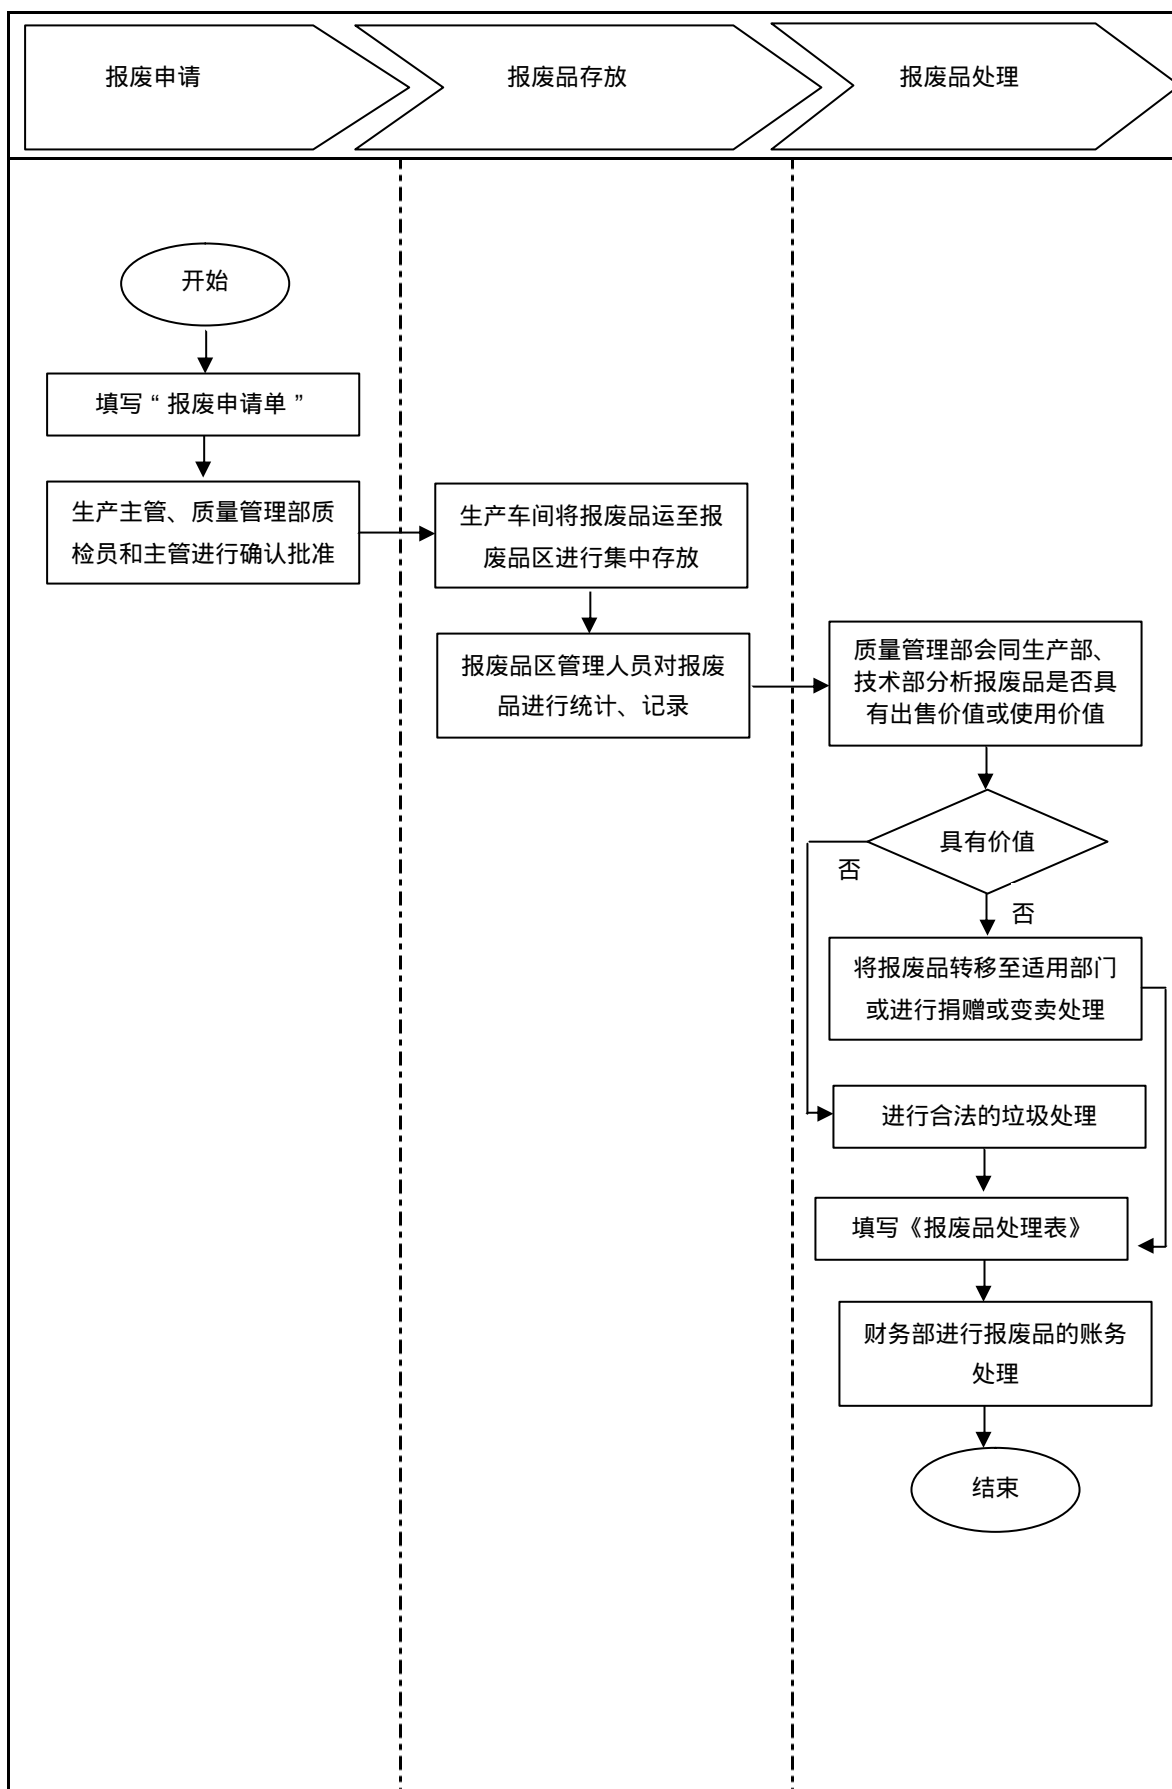 报废申请
报废品存放
报废品处理
开始
填写“报废申请单”
生产主管、质量管理部质
检员和主管进行确认批准
生产车间将报废品运至报
废品区进行集中存放
报废品区管理人员对报废
品进行统计、记录
质量管理部会同生产部、
技术部分析报废品是否具
有出售价值或使用价值
具有价值
否
否
将报废品转移至适用部门
或进行捐赠或变卖处理
进行合法的垃圾处理
填写《报废品处理表》
财务部进行报废品的账务
处理
结束